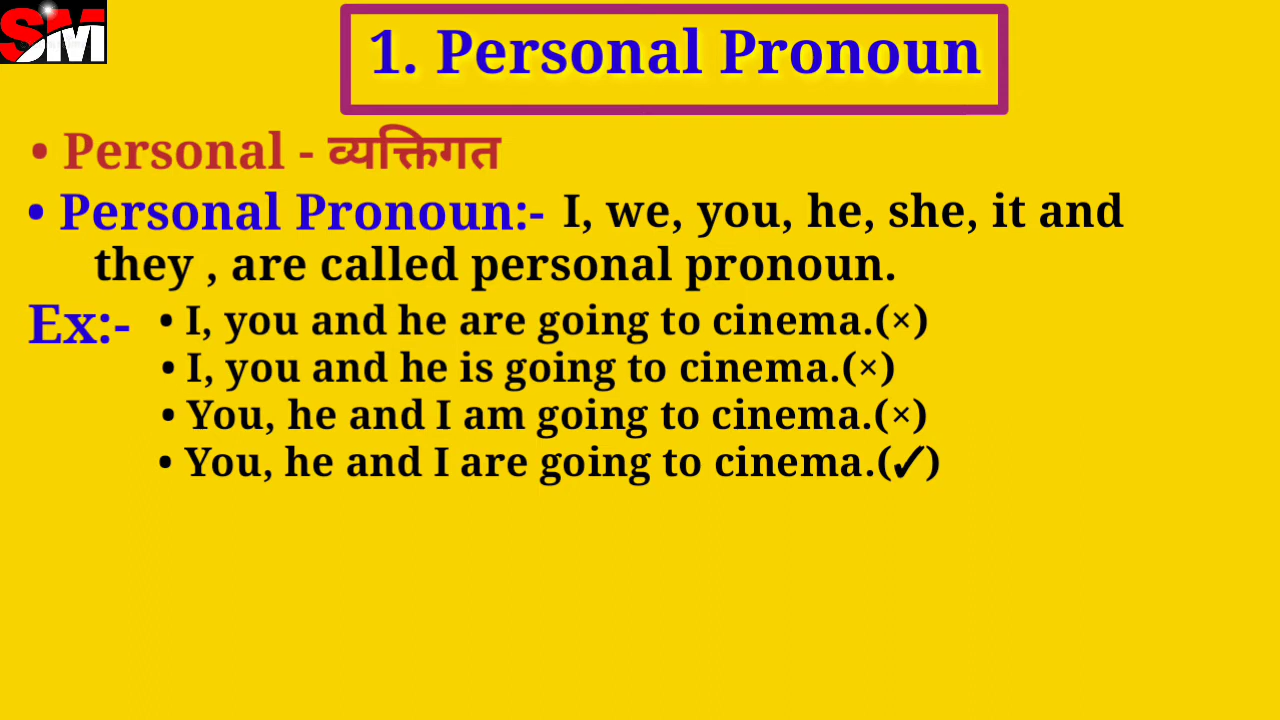 SiM
1. Personal Pronoun
• Personal - व्यक्तिगत
• Personal Pronoun:- I, we, you, he, she, it and
they , are called personal pronoun.
Ex:- • I, you and he are going to cinema.(×)
• I, you and he is going to cinema.(×)
• You, he and I am going to cinema.(×)
• You, he and I are going to cinema.(✓)